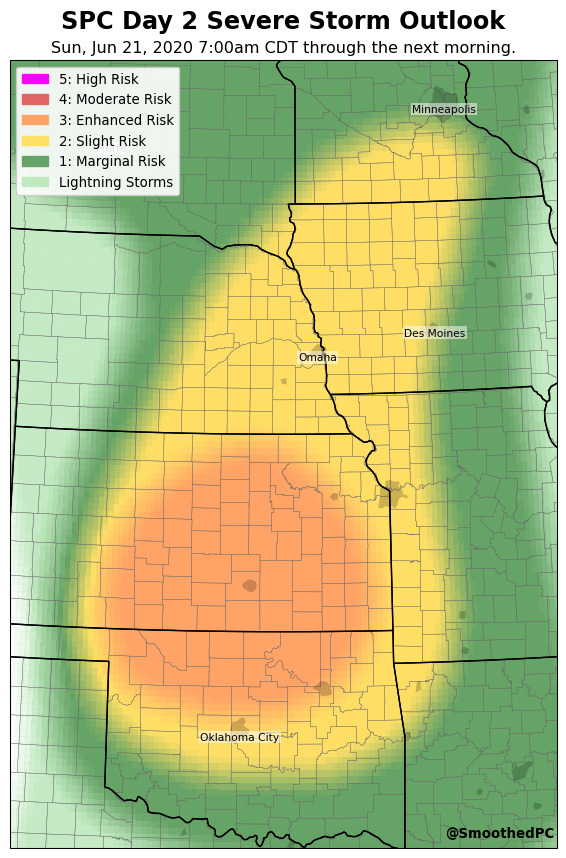 SPC Day 2 Severe Storm Outlook
Sun, Jun 21, 2020 7:00am CDT through the next morning.
5: High Risk
4: Moderate Risk
3: Enhanced Risk
2: Slight Risk
1: Marginal Risk
Lightning Storms
Minneapolis
Des Moines
Omaha
Oklahoma City
@SmoothedPC